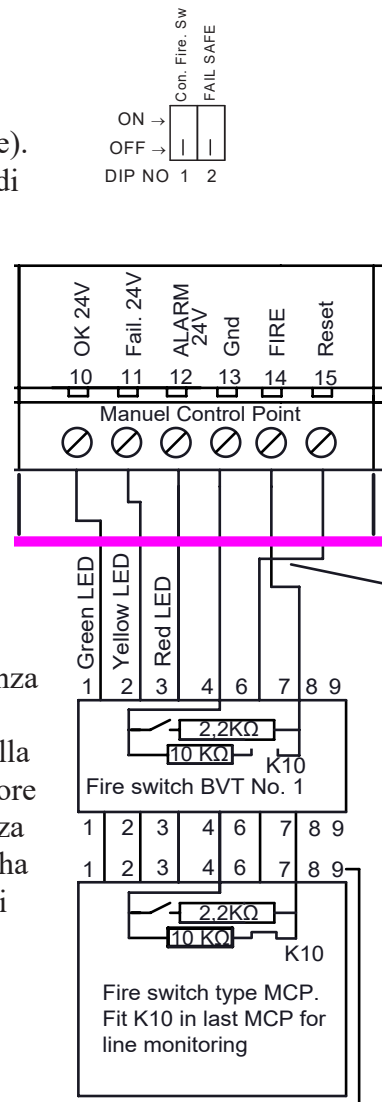 Con. Fire. Sw
FAIL SAFE
ON →
OFF →
DIP NO 1 2
e).
di
OK 24V
Fail. 24V
ALARM 24V
Gnd
FIRE
Reset
10 11 12 13 14 15
Manuel Control Point
Green LED
Yellow LED
Red LED
nza
lla
ore
za
ha
i
1 2 3 4 6 7 8 9
2,2KΩ
10 KΩ
K10
Fire switch BVT No. 1
1 2 3 4 6 7 8 9
1 2 3 4 6 7 8 9
2,2KΩ
10 KΩ
K10
Fire switch type MCP.
Fit K10 in last MCP for
line monitoring